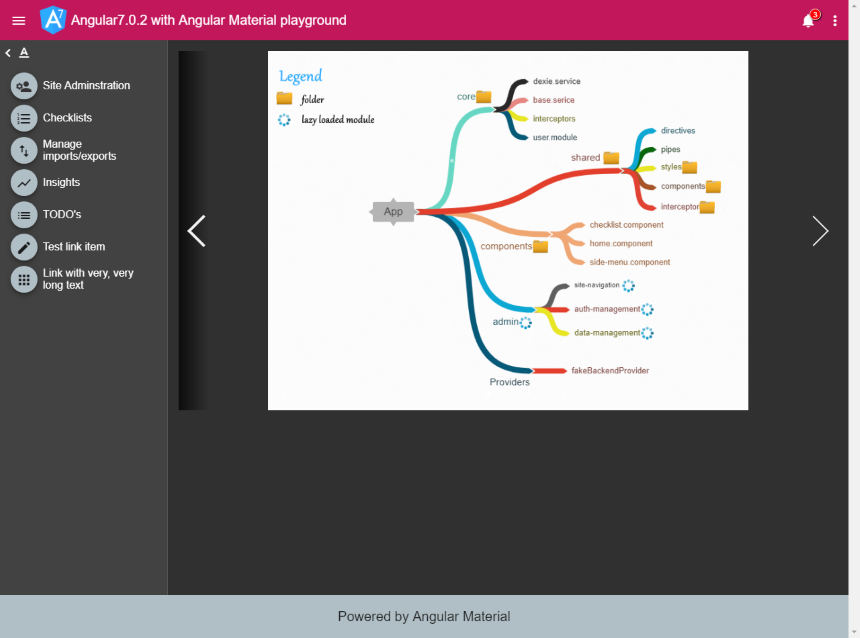 Angular7.0.2 with Angular Material playground
3
A
Site Adminstration
Checklists
Manage
imports/exports
Insights
TODO's
Test link item
Link with very, very
long text
Legend
folder
lazy loaded module
App
core
dexie.service
base.serice
interceptors
user.module
shared
directives
pipes
styles
components
interceptor
components
checklist.component
home.component
side-menu.component
admin
site-navigation
auth-management
data-management
Providers
fakeBackendProvider
Powered by Angular Material